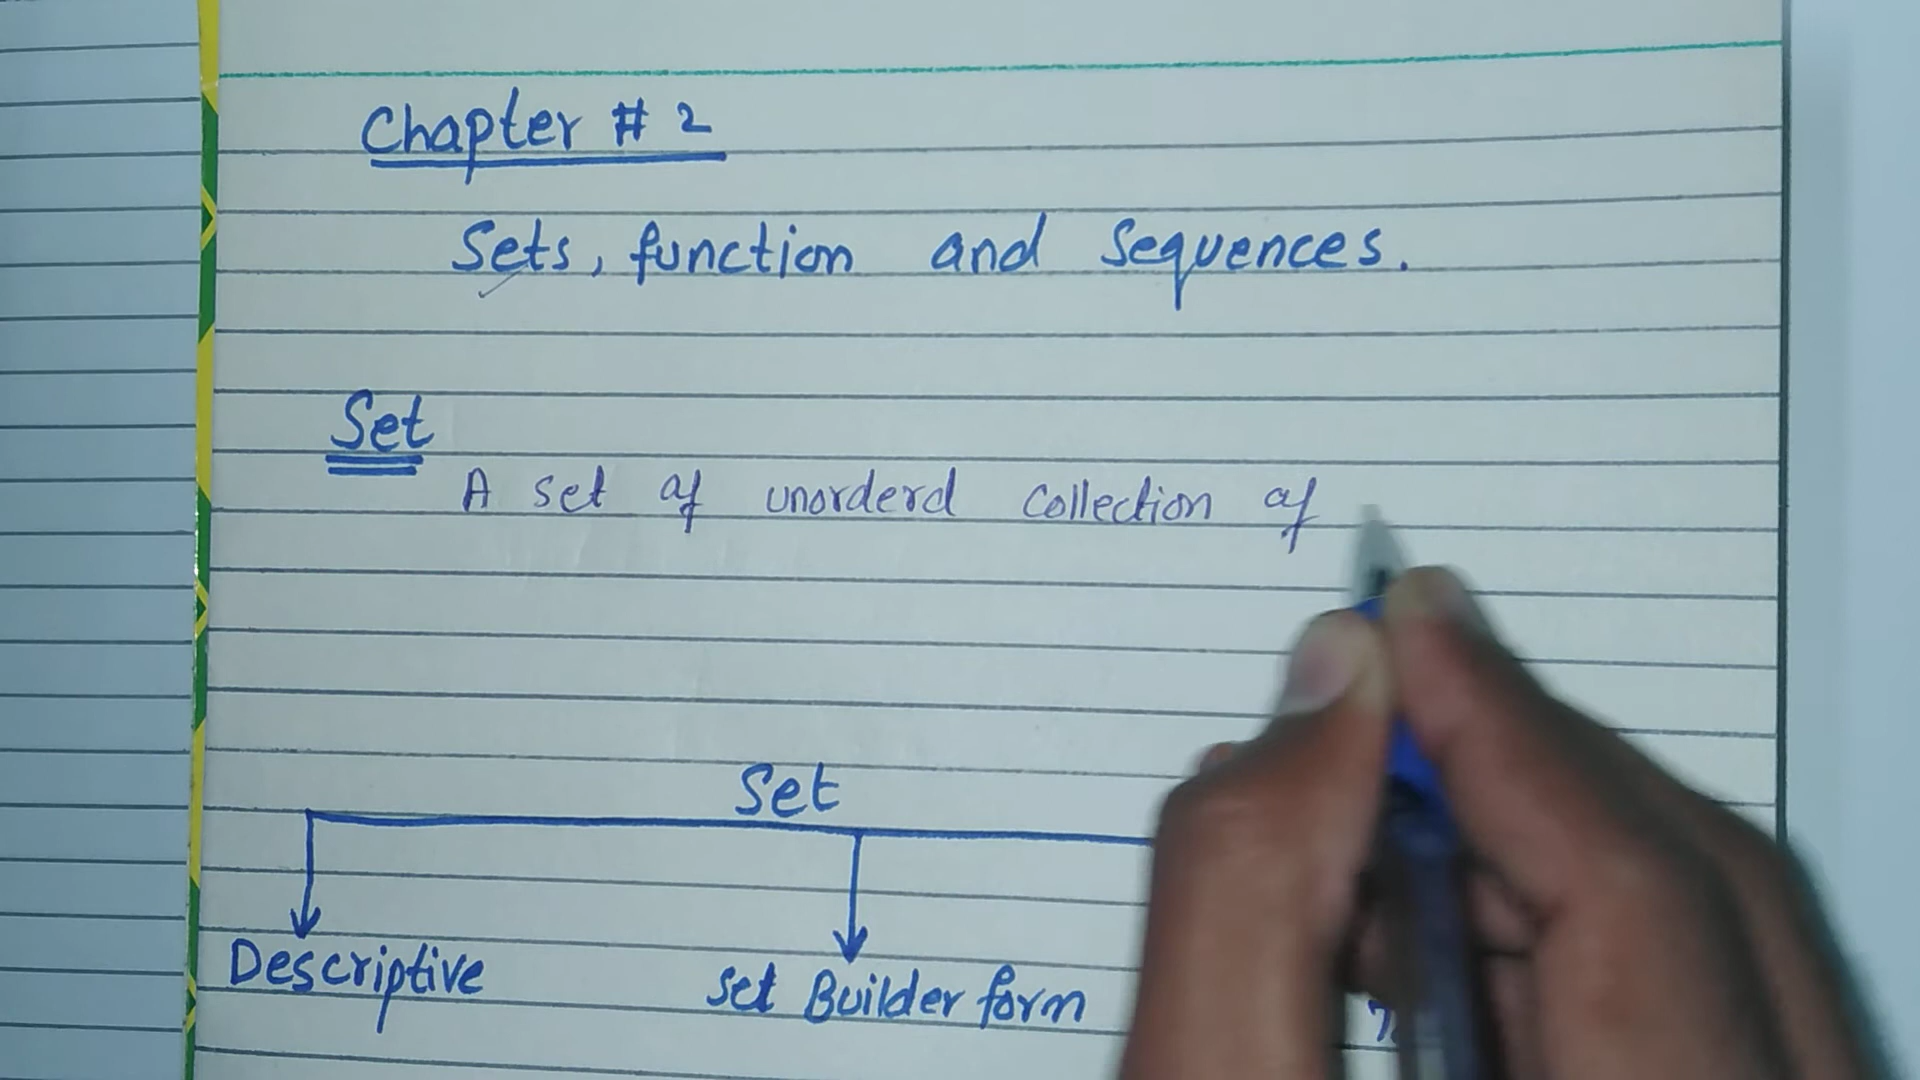 Chapter # 2
Sets, function and Sequences.
Set
A set of unorderd Collection of
Set
Descriptive
Set Builder form